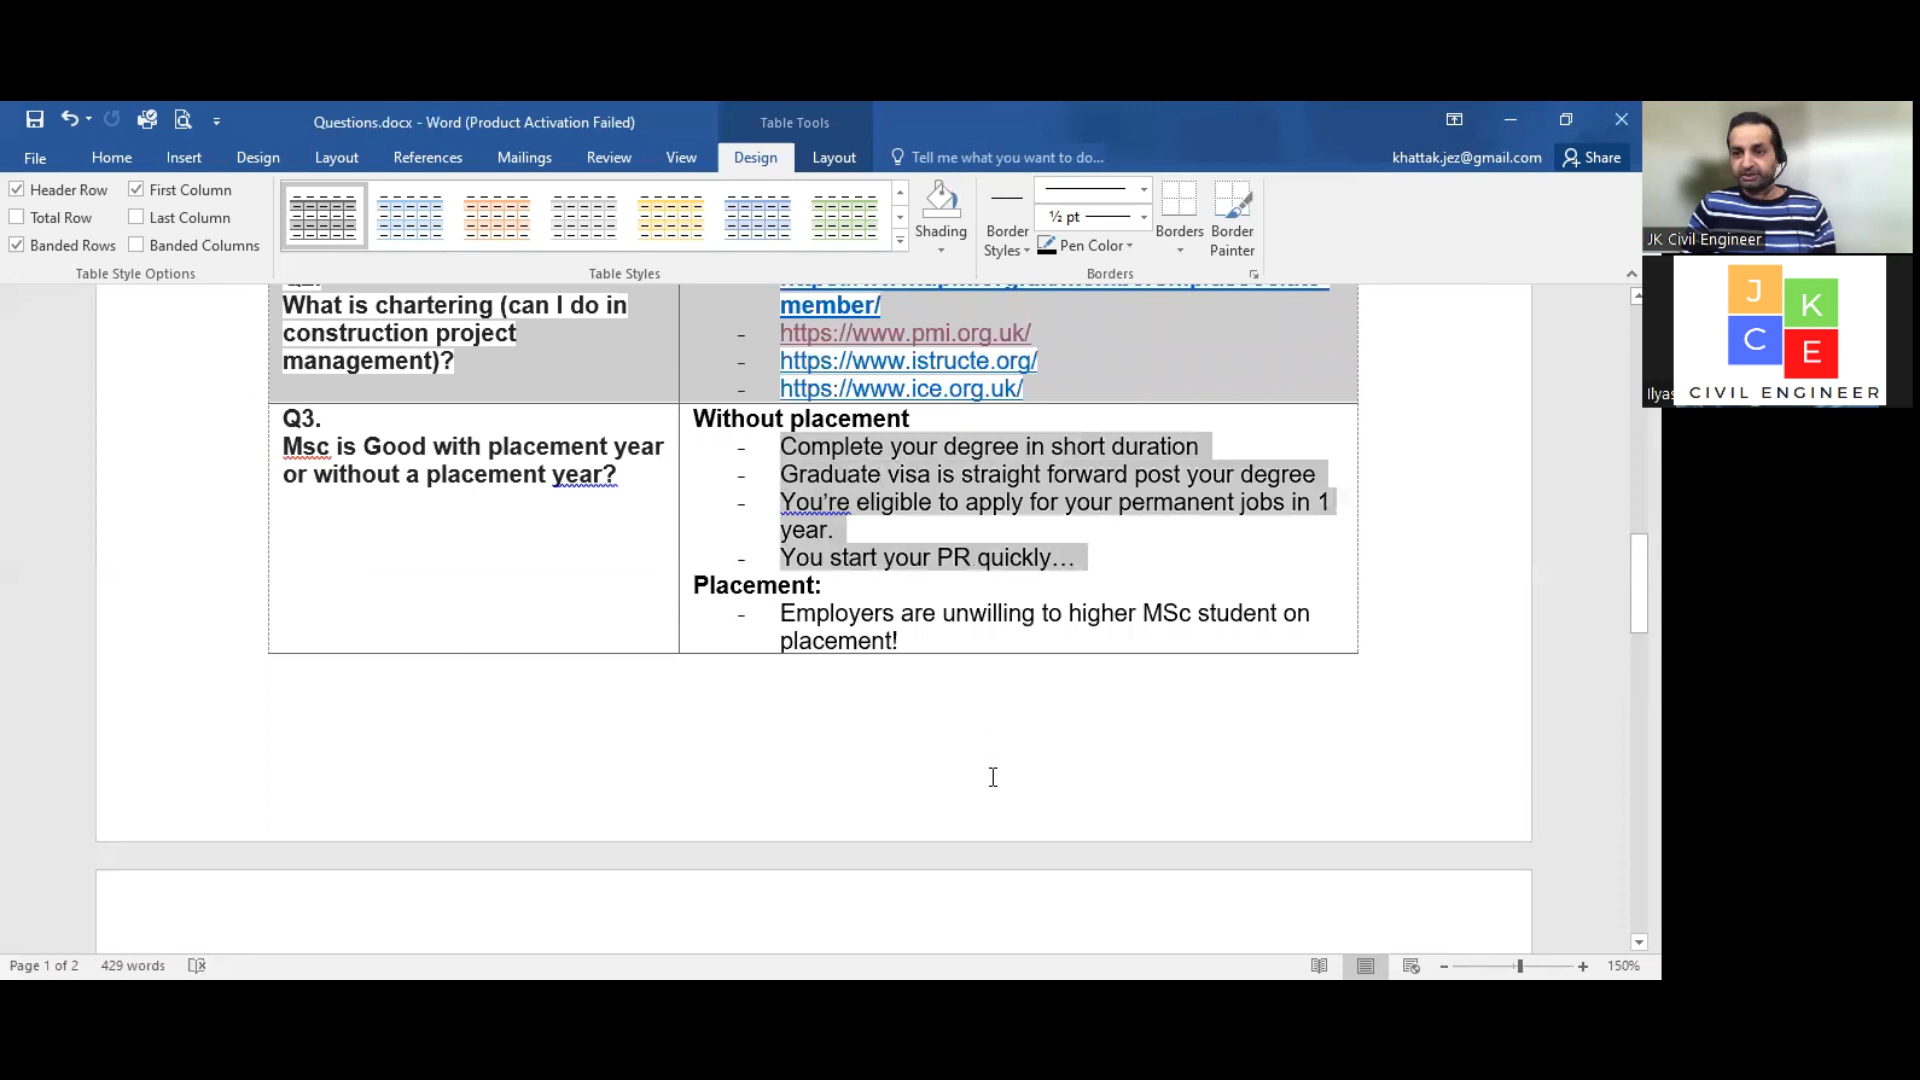 Questions.docx - Word (Product Activation Failed)
Table Tools
File
Home
Insert
Design
Layout
References
Mailings
Review
View
Design
Layout
Tell me what you want to do...
khattak.jez@gmail.com
Share
Header Row
First Column
Total Row
Last Column
Banded Rows
Banded Columns
Table Style Options
Table Styles
Shading
Border
Styles
½ pt
Pen Color
Borders
Border
Painter
Borders
JK Civil Engineer
J
K
C
E
CIVIL ENGINEER
What is chartering (can I do in
construction project
management)?
member/
- https://www.pmi.org.uk/
- https://www.istructe.org/
- https://www.ice.org.uk/
Q3.
Msc is Good with placement year
or without a placement year?
Without placement
- Complete your degree in short duration
- Graduate visa is straight forward post your degree
- You’re eligible to apply for your permanent jobs in 1
year.
- You start your PR quickly…
Placement:
- Employers are unwilling to higher MSc student on
placement!
Page 1 of 2
429 words
150%